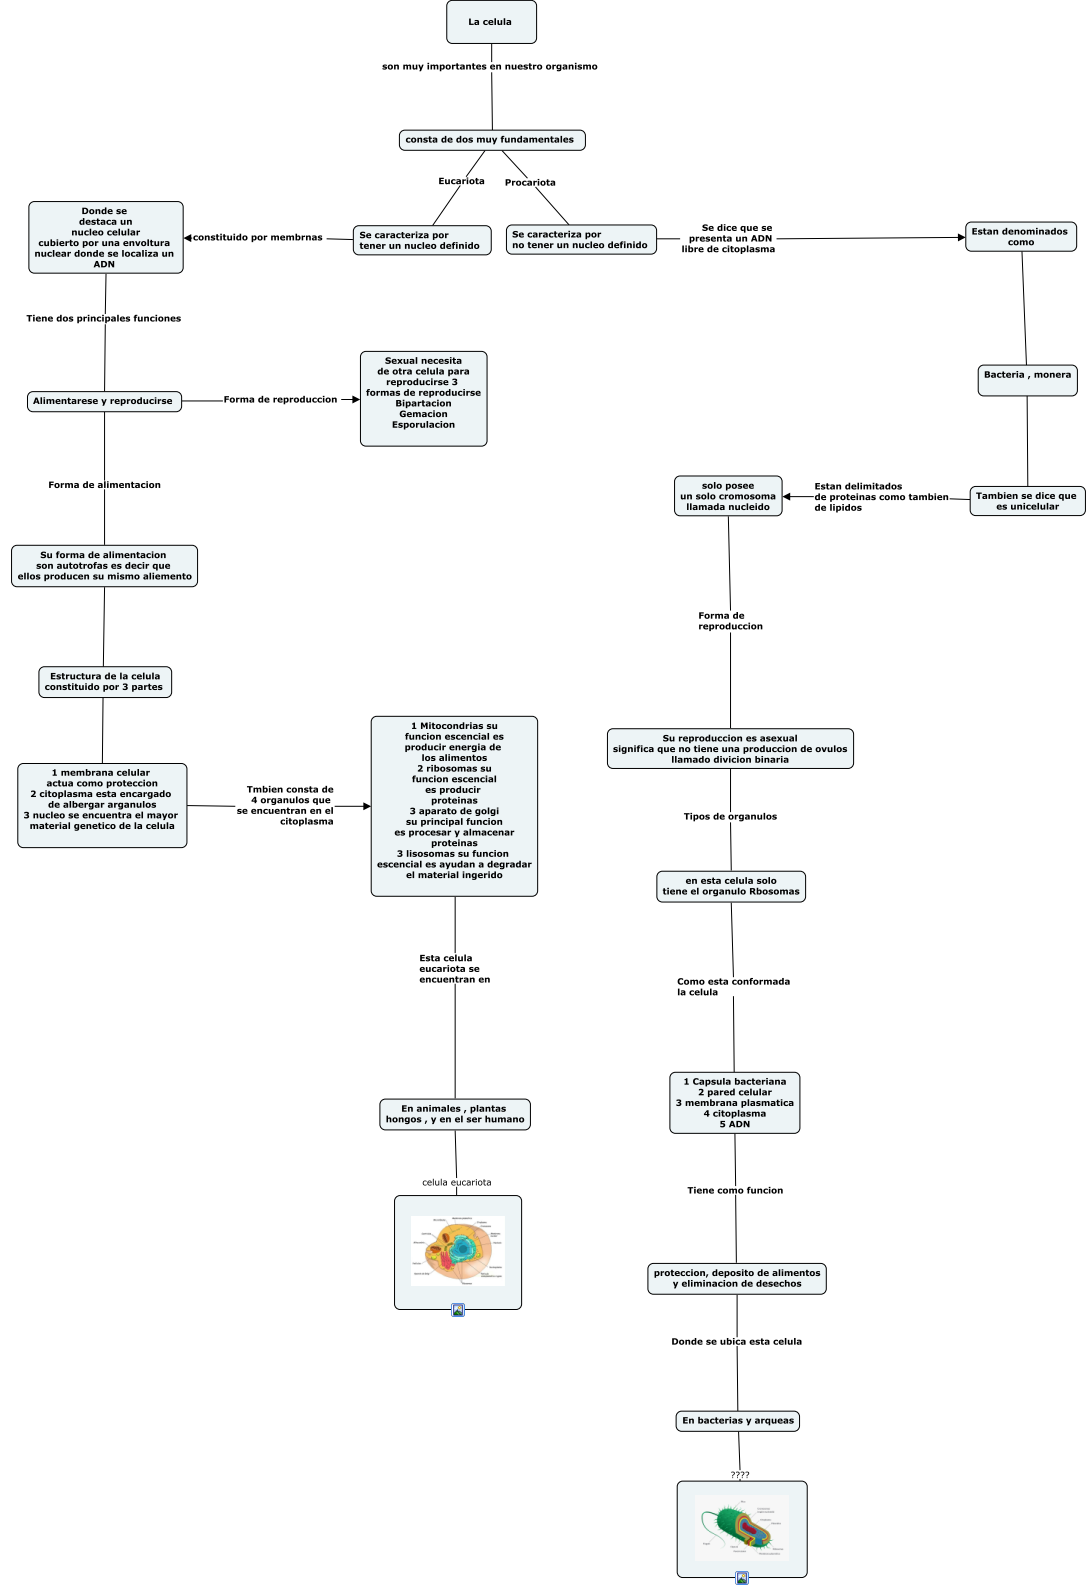 La celula
son muy importantes en nuestro organismo
consta de dos muy fundamentales
Eucariota
Procariota
Se caracteriza por
tener un nucleo definido
constituido por membrnas
Donde se
destaca un
nucleo celular
cubierto por una envoltura
nuclear donde se localiza un
ADN
Tiene dos principales funciones
Alimentarese y reproducirse
Forma de reproduccion
Sexual necesita
de otra celula para
reproducirse 3
formas de reproducirse
Bipartacion
Gemacion
Esporulacion
Forma de alimentacion
Su forma de alimentacion
son autotrofas es decir que
ellos producen su mismo aliemento
Estructura de la celula
constituido por 3 partes
1 membrana celular
actua como proteccion
2 citoplasma esta encargado
de albergar arganulos
3 nucleo se encuentra el mayor
material genetico de la celula
Tmbien consta de
4 organulos que
se encuentran en el
citoplasma
1 Mitocondrias su
funcion escencial es
producir energia de
los alimentos
2 ribosomas su
funcion escencial
es producir
proteinas
3 aparato de golgi
su principal funcion
es procesar y almacenar
proteinas
3 lisosomas su funcion
escencial es ayudan a degradar
el material ingerido
Esta celula
eucariota se
encuentran en
En animales , plantas
hongos , y en el ser humano
celula eucariota
Se caracteriza por
no tener un nucleo definido
Se dice que se
presenta un ADN
libre de citoplasma
Estan denominados
como
Bacteria , monera
Tambien se dice que
es unicelular
Estan delimitados
de proteinas como tambien
de lipidos
solo posee
un solo cromosoma
llamada nucleido
Forma de
reproduccion
Su reproduccion es asexual
significa que no tiene una produccion de ovulos
llamado divicion binaria
Tipos de organulos
en esta celula solo
tiene el organulo Rbosomas
Como esta conformada
la celula
1 Capsula bacteriana
2 pared celular
3 membrana plasmatica
4 citoplasma
5 ADN
Tiene como funcion
proteccion, deposito de alimentos
y eliminacion de desechos
Donde se ubica esta celula
En bacterias y arqueas
????